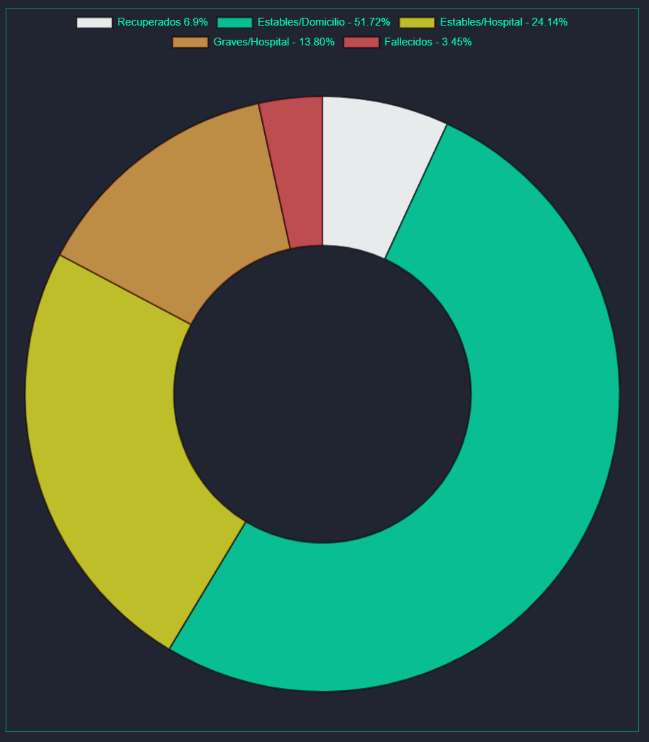 Recuperados 6.9% Estables/Domicilio - 51.72% Estables/Hospital - 24.14%
Graves/Hospital - 13.80% Fallecidos - 3.45%